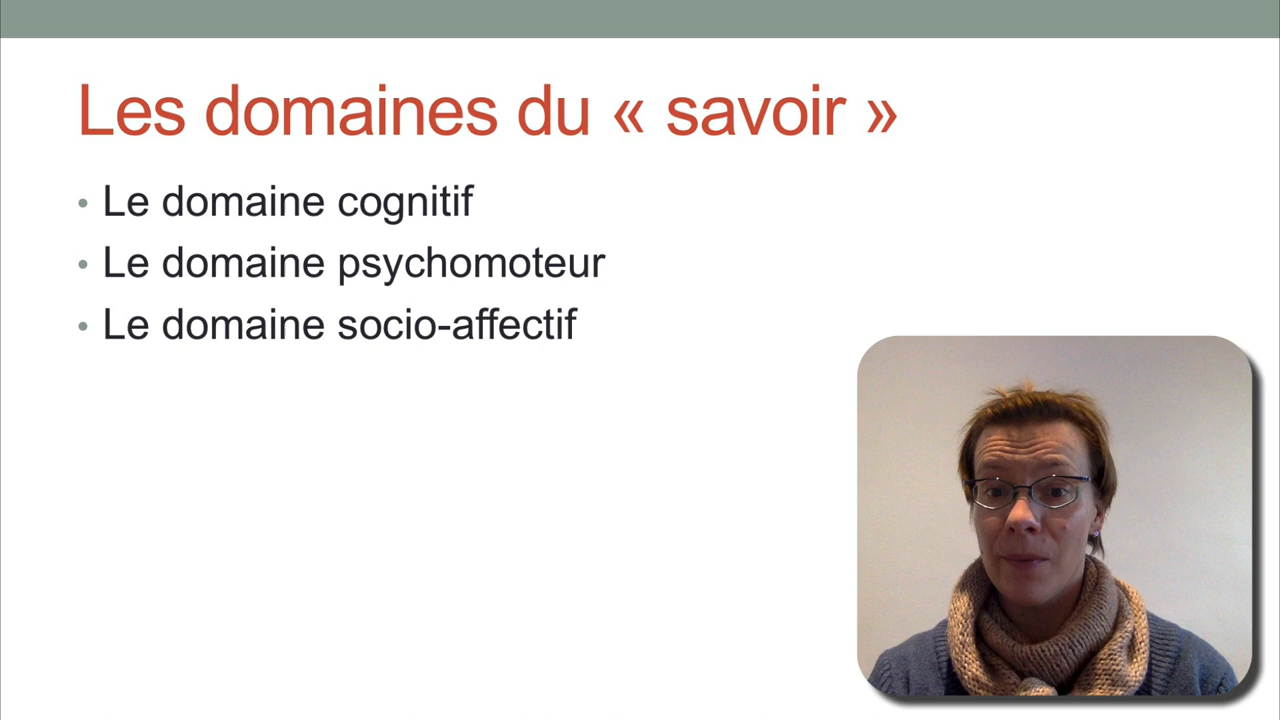 Les domaines du « savoir »
• Le domaine cognitif
• Le domaine psychomoteur
• Le domaine socio-affectif